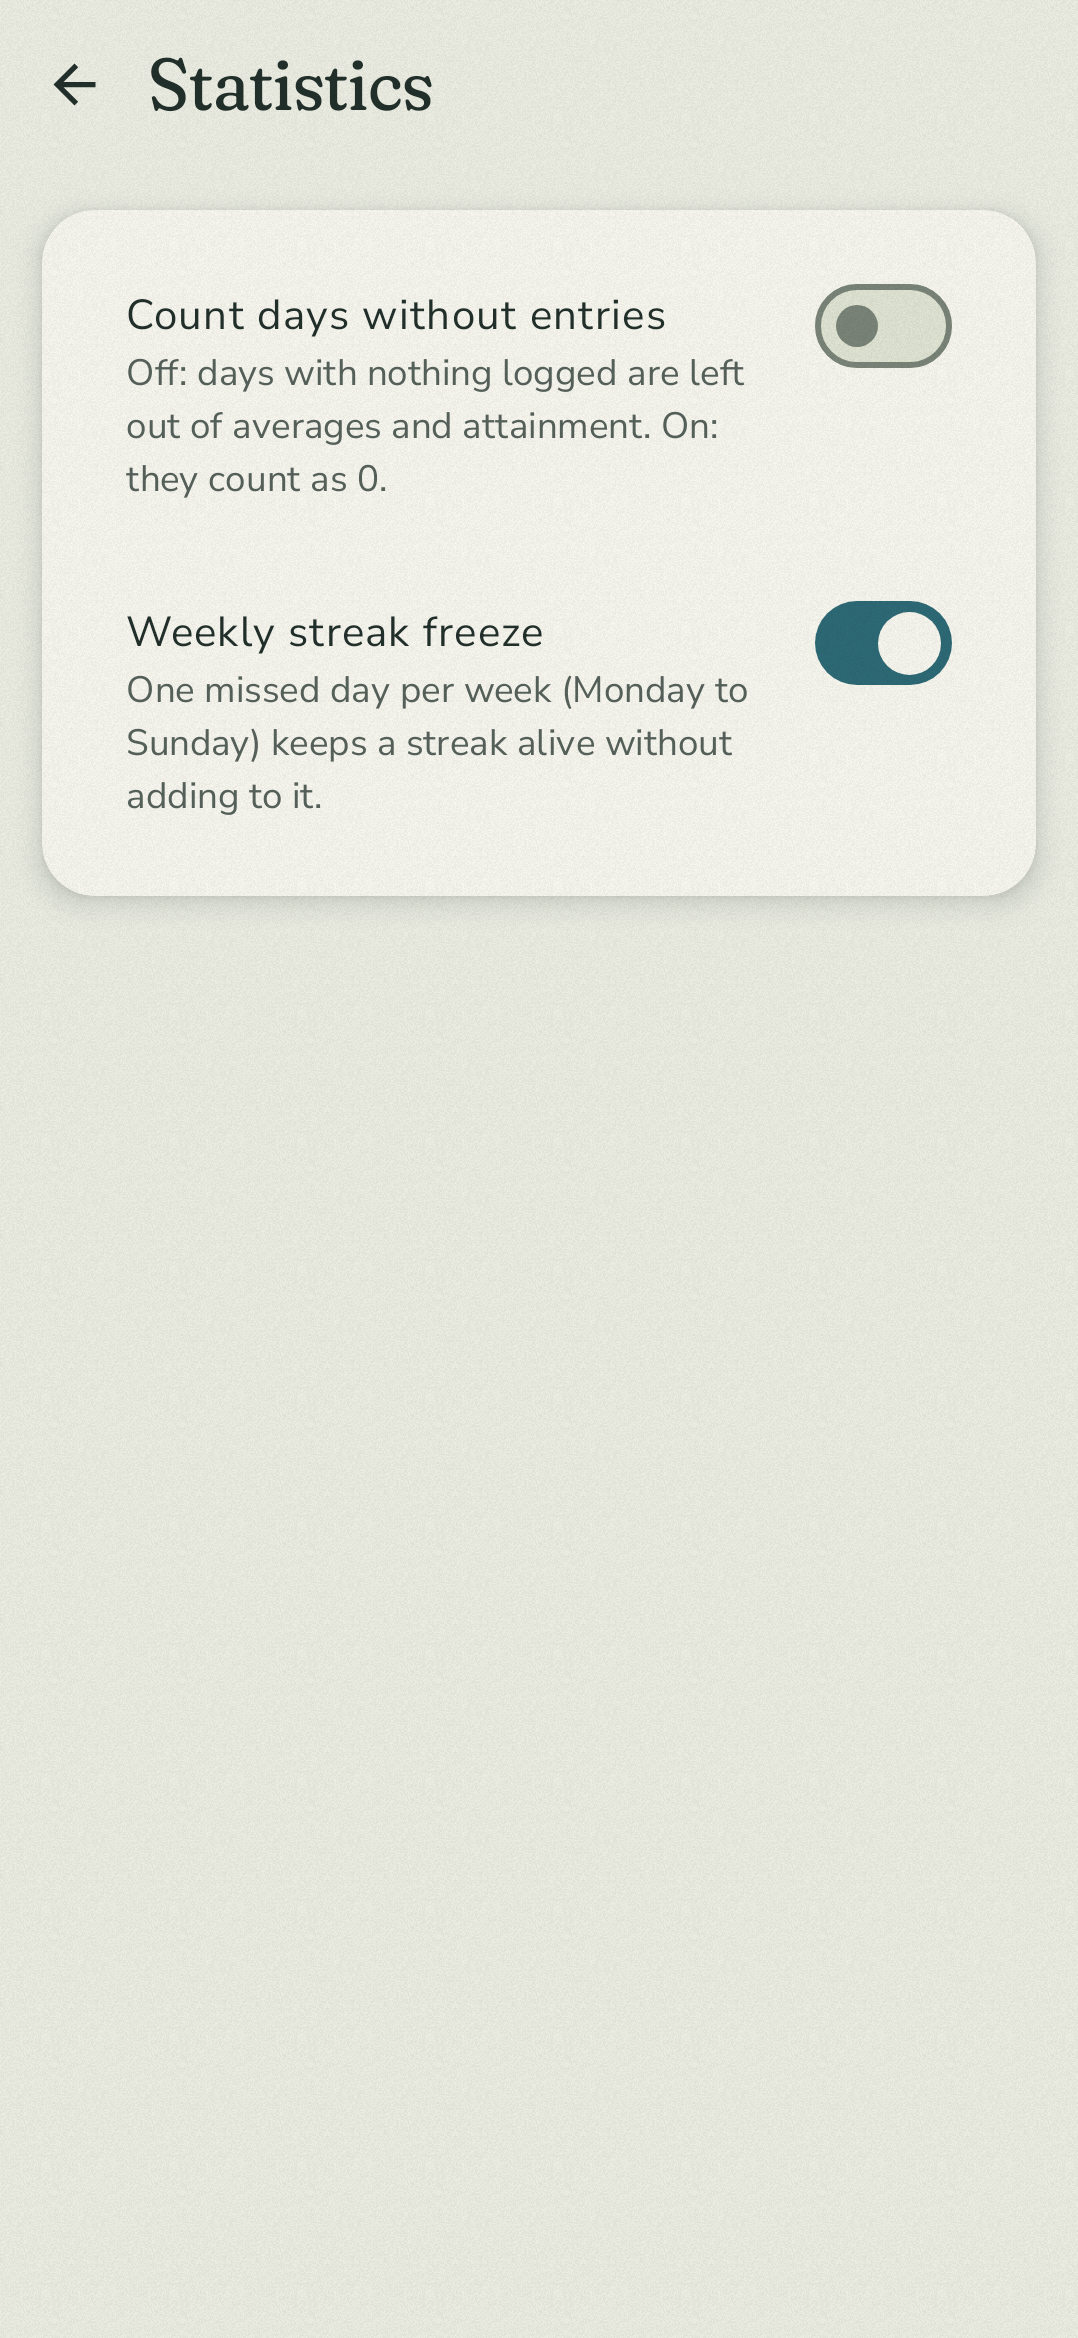 Statistics
Count days without entries
Off: days with nothing logged are left
out of averages and attainment. On:
they count as 0.
Weekly streak freeze
One missed day per week (Monday to
Sunday) keeps a streak alive without
adding to it.